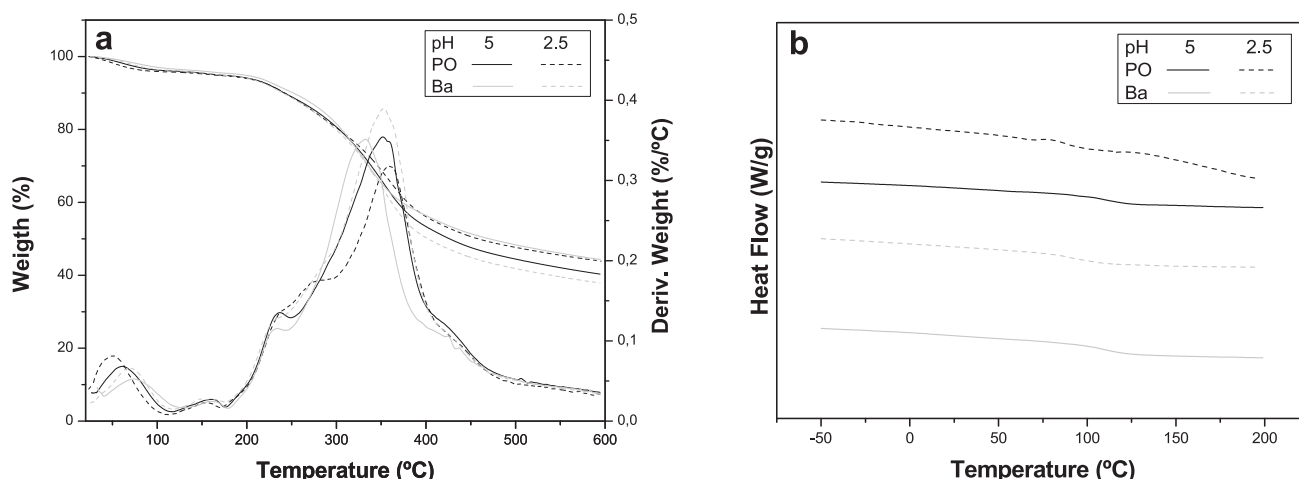 a
pH 5 2.5
PO
Ba
Weigth (%)
100
80
60
40
20
0
Deriv. Weight (%/ºC)
0,5
0,4
0,3
0,2
0,1
0,0
100 200 300 400 500 600
Temperature (ºC)
b
pH 5 2.5
PO
Ba
Heat Flow (W/g)
-50 0 50 100 150 200
Temperature (ºC)